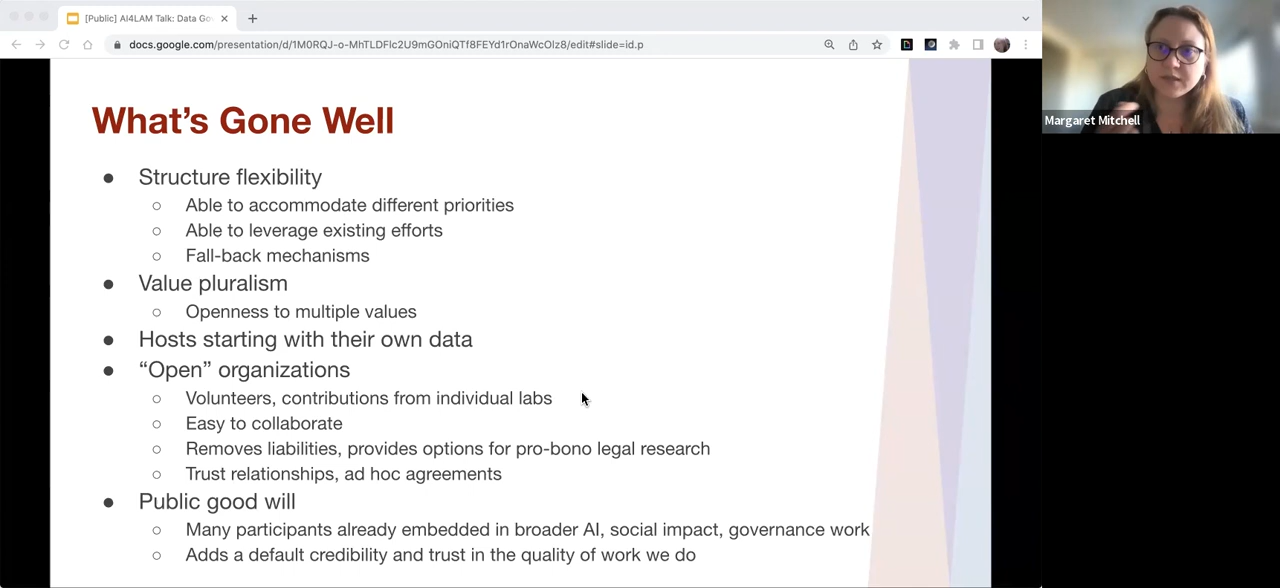 [Public] AI4LAM Talk: Data Go
docs.google.com/presentation/d/1M0RQJ-o-MhTLDFlc2U9mGOniQTf8FEYd1rOnaWcOlz8/edit#slide=id.p
What's Gone Well
● Structure flexibility
○ Able to accommodate different priorities
○ Able to leverage existing efforts
○ Fall-back mechanisms
● Value pluralism
○ Openness to multiple values
● Hosts starting with their own data
● “Open” organizations
○ Volunteers, contributions from individual labs
○ Easy to collaborate
○ Removes liabilities, provides options for pro-bono legal research
○ Trust relationships, ad hoc agreements
● Public good will
○ Many participants already embedded in broader AI, social impact, governance work
○ Adds a default credibility and trust in the quality of work we do
Margaret Mitchell